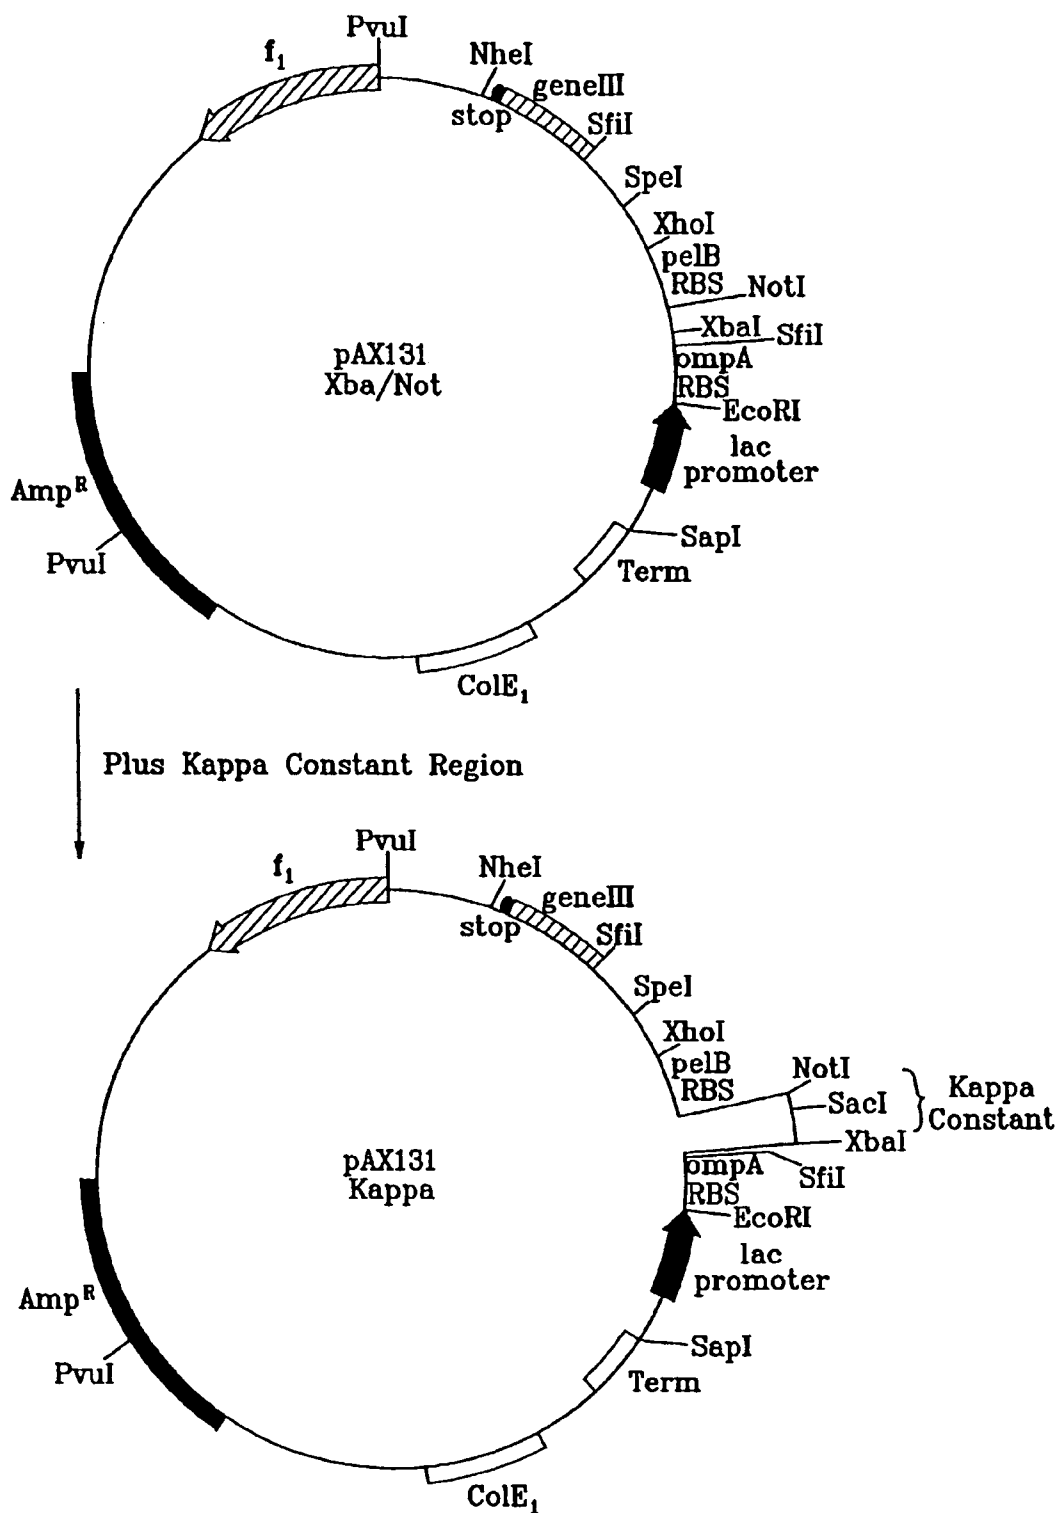 PvuI
f₁
NheI
geneIII
stop
SfiI
SpeI
XhoI
pelB
RBS
NotI
XbaI
SfiI
ompA
RBS
EcoRI
lac
promoter
pAX131
Xba/Not
Ampᴿ
PvuI
SapI
Term
ColE₁
Plus Kappa Constant Region
PvuI
f₁
NheI
geneIII
stop
SfiI
SpeI
XhoI
pelB
RBS
NotI
SacI
Kappa
Constant
XbaI
SfiI
ompA
RBS
EcoRI
lac
promoter
pAX131
Kappa
Ampᴿ
PvuI
SapI
Term
ColE₁